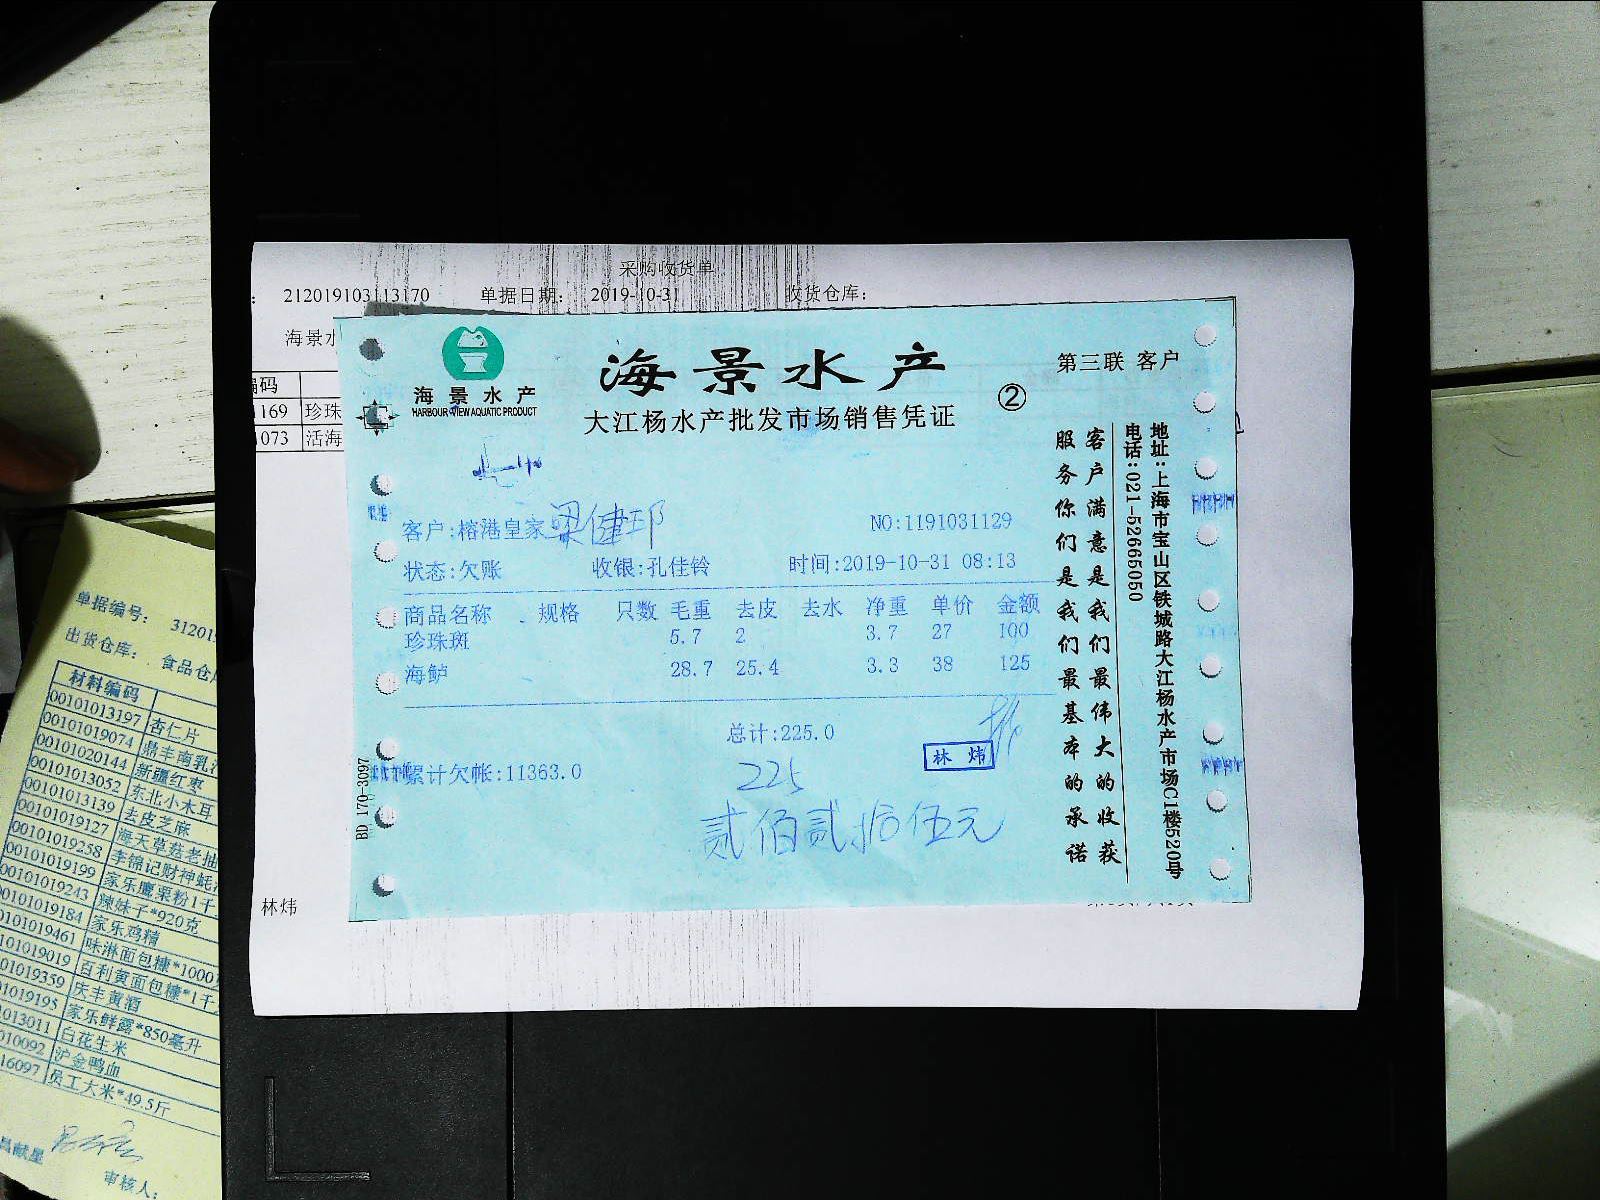 采购收货单
212019103113170 单据日期： 2019-10-31 收货仓库：
海景水
编码
1169 珍珠
1073 活海
海景水产
HARBOUR VIEW AQUATIC PRODUCT
海景水产
大江杨水产批发市场销售凭证
②
第三联 客户
客户:榕港皇家 梁健邦
NO:1191031129
状态:欠账 收银:孔佳铃 时间:2019-10-31 08:13
商品名称 . 规格 只数 毛重 去皮 去水 净重 单价 金额
珍珠斑 5.7 2 3.7 27 100
海鲈 28.7 25.4 3.3 38 125
总计:225.0
累计欠帐:11363.0
林炜
225
贰佰贰拾伍元
客户满意是我们最伟大的收获
服务你们是我们最基本的承诺
地址:上海市宝山区铁城路大江杨水产市场C1楼520号
电话:021-52665050
BD 170-3097
林炜
单据编号： 31201
出货仓库： 食品仓
材料编码
00101013197 杏仁片
00101019074 鼎丰南乳
00101020144 新疆红枣
00101013052 东北小木耳
00101013139 去皮芝麻
00101019127 海天草菇老抽
00101019258 李锦记财神蚝
00101019199 家乐鹰粟粉1千
00101019243 辣妹子*920克
00101019184 家乐鸡精
0101019461 味淋面包糠*1000
101019019 百利黄面包糠*1千
01019359 庆丰黄酒
01019195 家乐鲜露*850毫升
013011 白花生米
010092 沪金鸭血
16097 员工大米*49.5斤
昌献星
审核人：